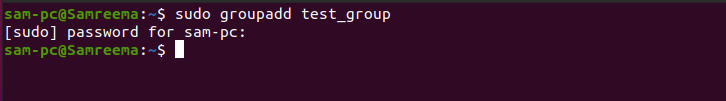 sam-pc@Samreema:~$ sudo groupadd test_group
[sudo] password for sam-pc:
sam-pc@Samreema:~$